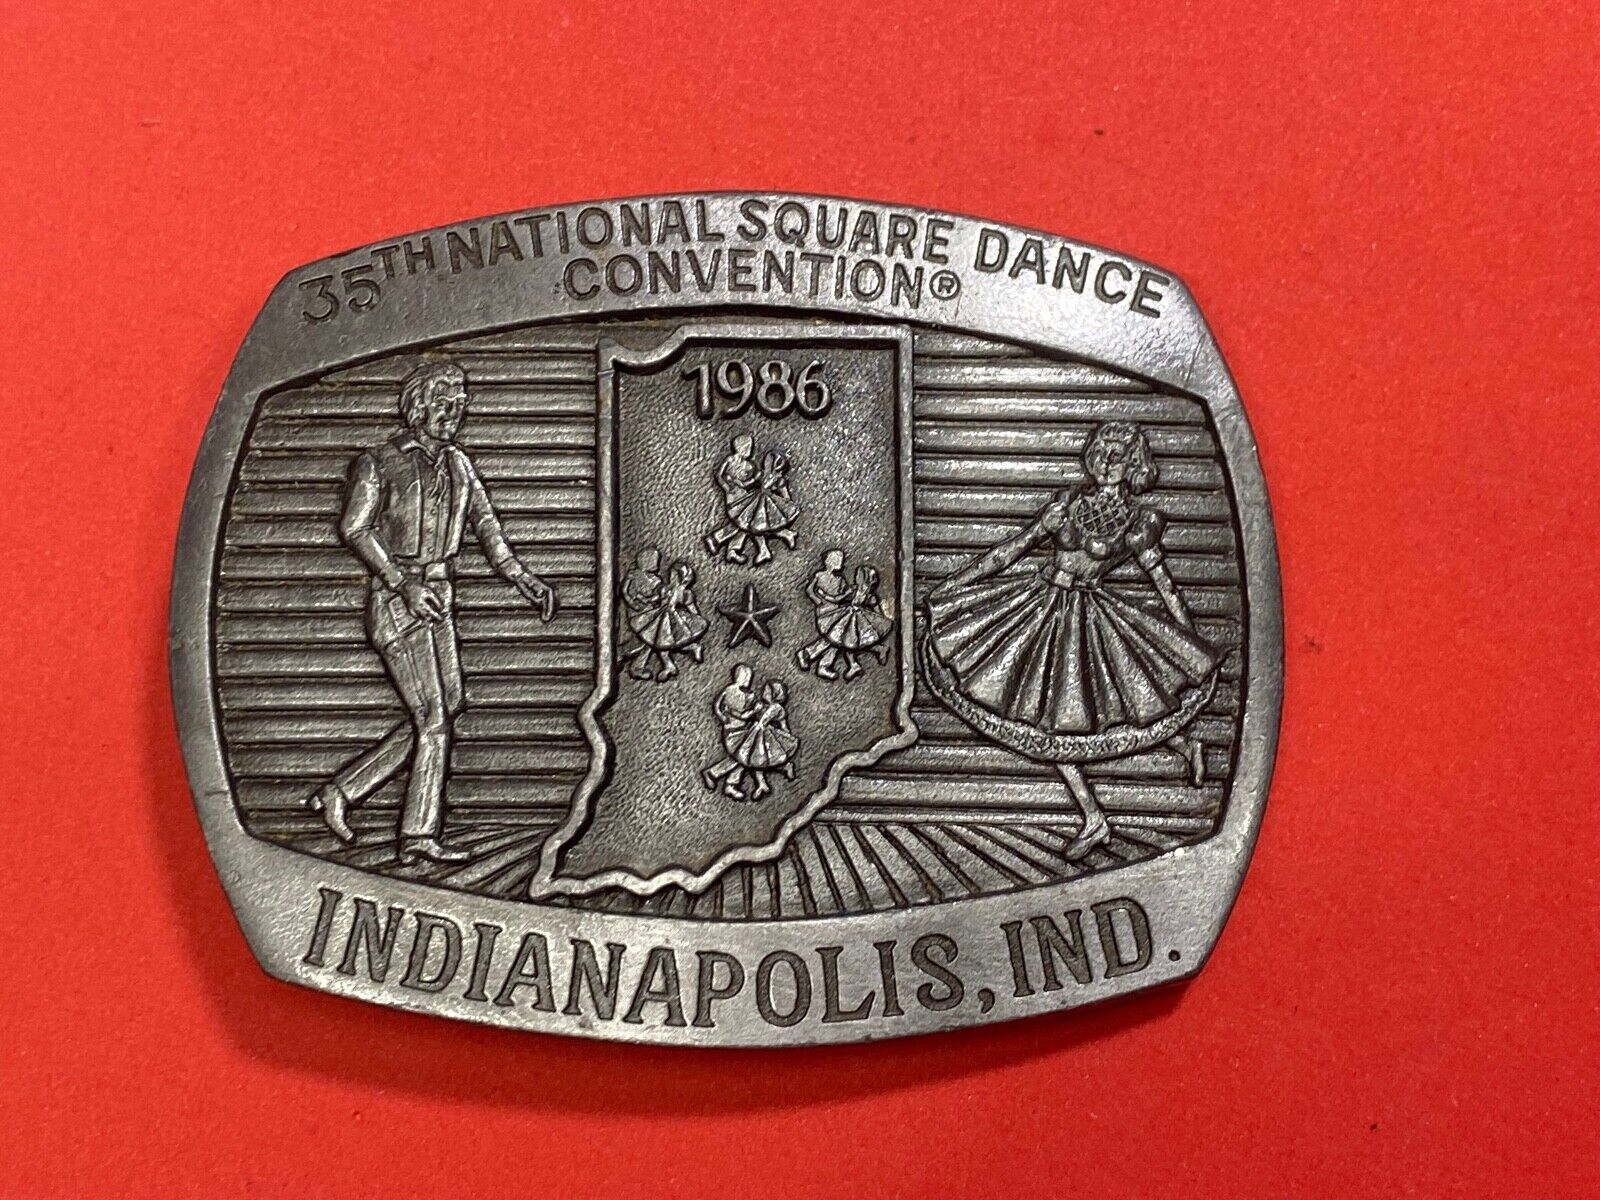 35TH NATIONAL SQUARE DANCE
CONVENTION®
1986
INDIANAPOLIS, IND.